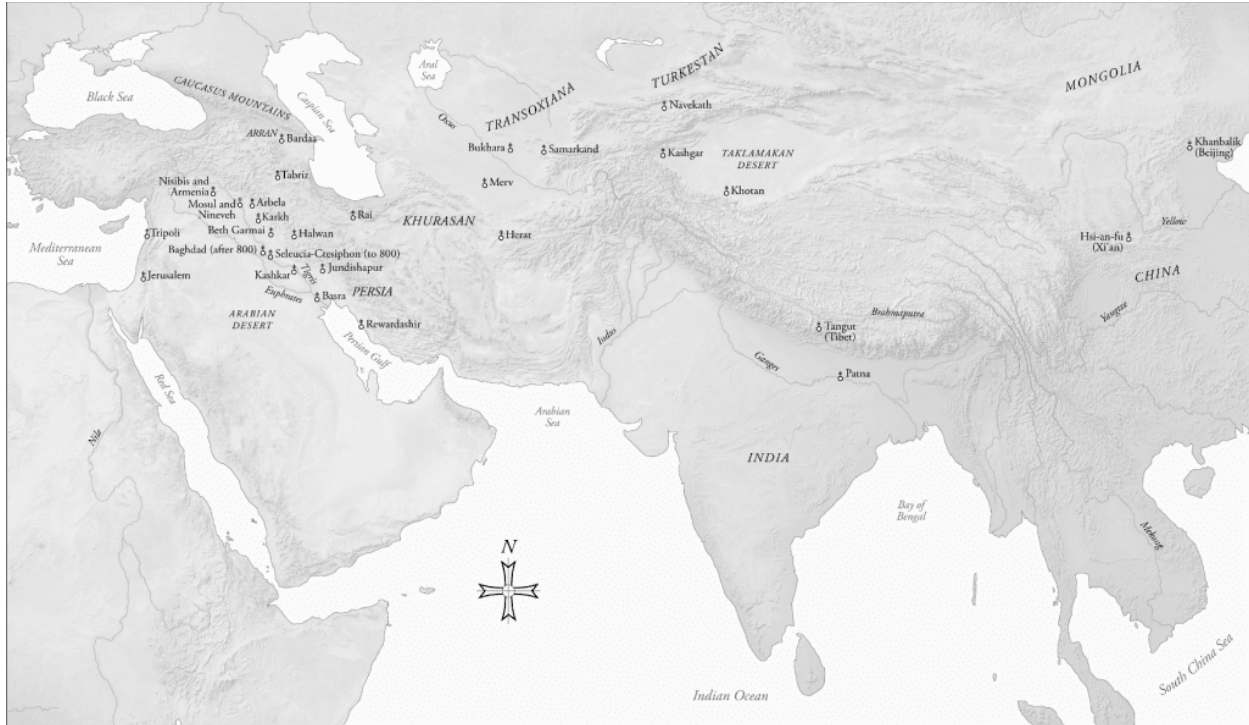 MONGOLIA
TURKESTAN
Aral
Sea
CAUCASUS MOUNTAINS
Black Sea
Caspian Sea
TRANSOXIANA
Navekath
Oxus
ARRAN
Bardaa
Bukhara
Samarkand
Kashgar
TAKLAMAKAN
DESERT
Khanbalik
(Beijing)
Tabriz
Nisibis and
Armenia
Merv
Khotan
Mosul and
Nineveh
Arbela
Karkh
Rai
KHURASAN
Yellow
Tripoli
Beth Garmai
Halwan
Herat
Hsi-an-fu
(Xi'an)
Mediterranean
Sea
Baghdad (after 800)
Seleucia-Ctesiphon (to 800)
Jerusalem
Kashkar
Tigris
Jundishapur
CHINA
Euphrates
Basra
PERSIA
ARABIAN
DESERT
Rewardashir
Brahmaputra
Yangtze
Tangut
(Tibet)
Indus
Persian Gulf
Ganges
Patna
Red Sea
Arabian
Sea
Nile
INDIA
Bay of
Bengal
Mekong
N
South China Sea
Indian Ocean